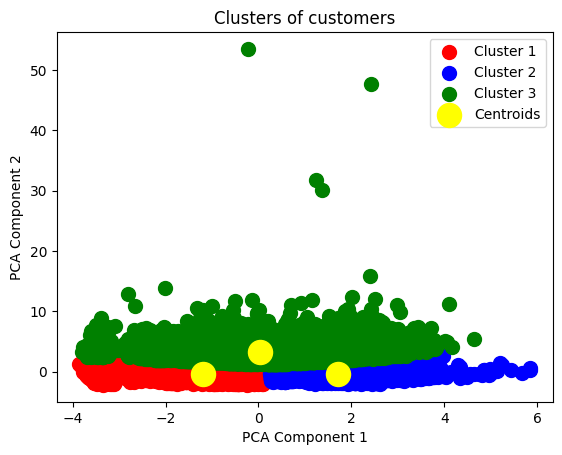 Clusters of customers
Cluster 1
Cluster 2
Cluster 3
Centroids
PCA Component 2
50
40
30
20
10
0
−4
−2
0
2
4
6
PCA Component 1